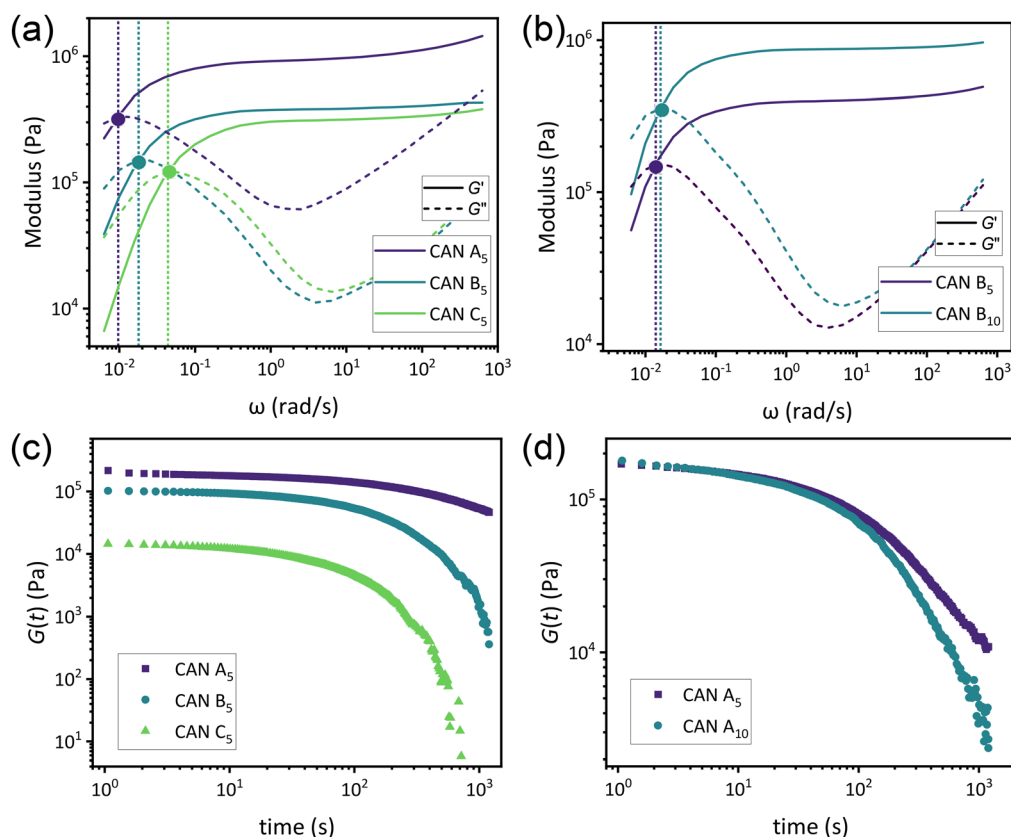 (a)
Modulus (Pa)
10⁶
10⁵
10⁴
G'
G"
CAN A₅
CAN B₅
CAN C₅
10⁻² 10⁻¹ 10⁰ 10¹ 10² 10³
ω (rad/s)
(b)
Modulus (Pa)
10⁶
10⁵
10⁴
G'
G"
CAN B₅
CAN B₁₀
10⁻² 10⁻¹ 10⁰ 10¹ 10² 10³
ω (rad/s)
(c)
G(t) (Pa)
10⁵
10⁴
10³
10²
10¹
CAN A₅
CAN B₅
CAN C₅
10⁰ 10¹ 10² 10³
time (s)
(d)
G(t) (Pa)
10⁵
10⁴
CAN A₅
CAN A₁₀
10⁰ 10¹ 10² 10³
time (s)